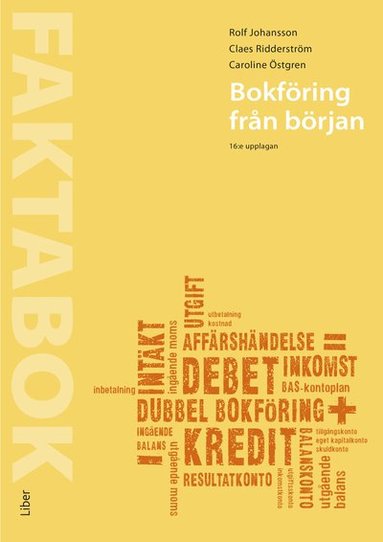 Rolf Johansson
Claes Ridderström
Caroline Östgren
Bokföring
från början
16:e upplagan
FAKTABOK
UTGIFT
utbetalning
kostnad
INTÄKT
ingående moms
AFFÄRSHÄNDELSE
=
DEBET
INKOMST
BAS-kontoplan
inbetalning
DUBBEL BOKFÖRING
+
INGÅENDE
BALANS
-
utgående moms
KREDIT
RESULTATKONTO
inkomstkonto
utgiftskonto
BALANSKONTO
tillgångskonto
eget kapitalkonto
skuldkonto
utgående
balans
Liber